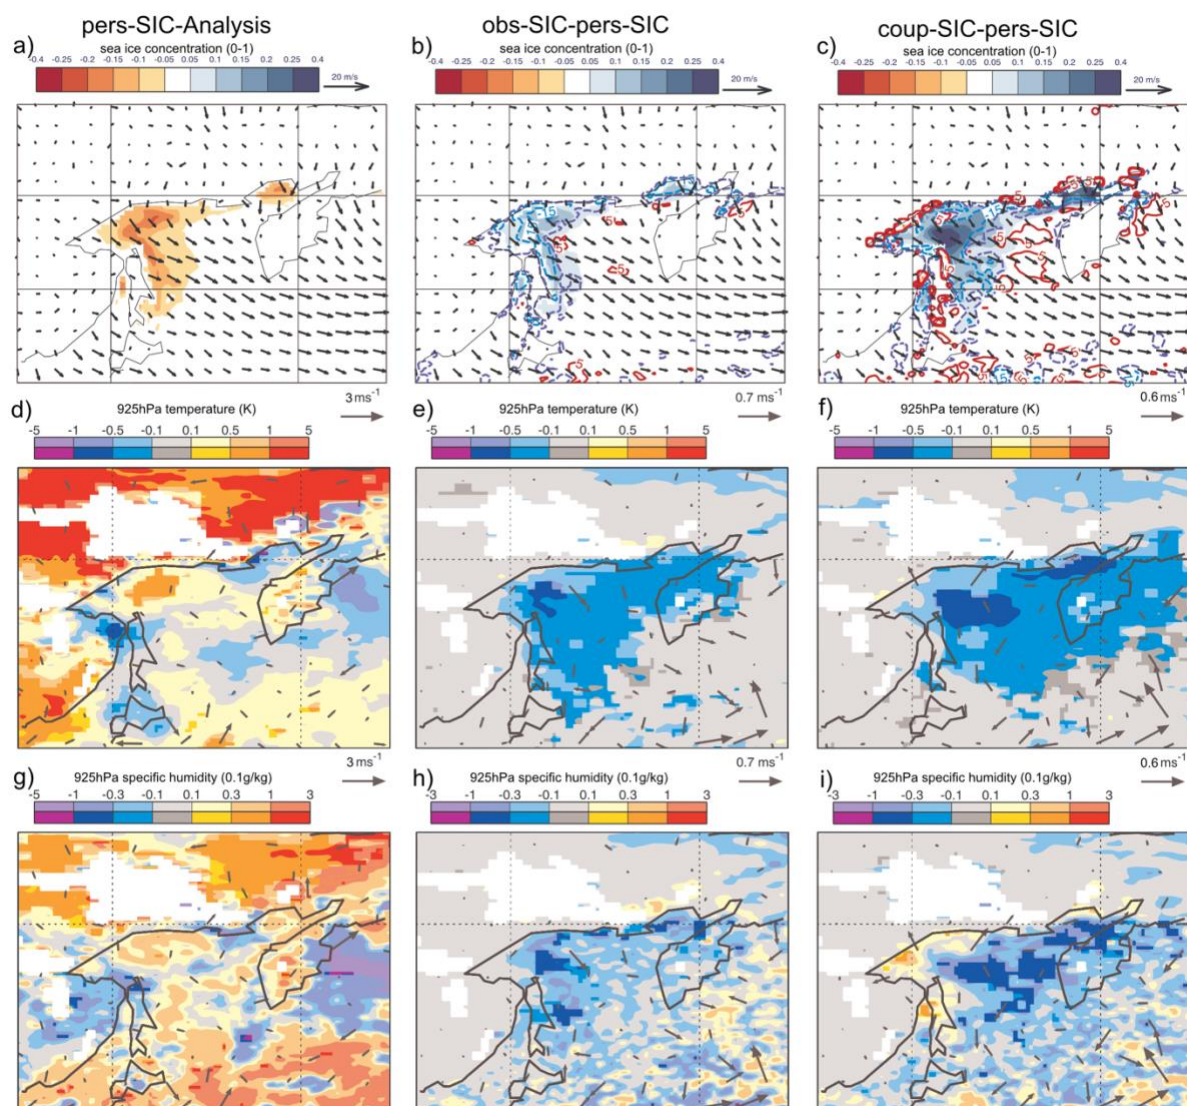 pers-SIC-Analysis obs-SIC-pers-SIC coup-SIC-pers-SIC
a) sea ice concentration (0-1) b) sea ice concentration (0-1) c) sea ice concentration (0-1)
-0.4 -0.25 -0.2 -0.15 -0.1 -0.05 0.05 0.1 0.15 0.2 0.25 0.4 20 m/s -0.4 -0.25 -0.2 -0.15 -0.1 -0.05 0.05 0.1 0.15 0.2 0.25 0.4 20 m/s -0.4 -0.25 -0.2 -0.15 -0.1 -0.05 0.05 0.1 0.15 0.2 0.25 0.4 20 m/s
3 ms-1 0.7 ms-1 0.6 ms-1
d) 925hPa temperature (K) e) 925hPa temperature (K) f) 925hPa temperature (K)
-5 -1 -0.5 -0.1 0.1 0.5 1 5 -5 -1 -0.5 -0.1 0.1 0.5 1 5 -5 -1 -0.5 -0.1 0.1 0.5 1 5
3 ms-1 0.7 ms-1 0.6 ms-1
g) 925hPa specific humidity (0.1g/kg) h) 925hPa specific humidity (0.1g/kg) i) 925hPa specific humidity (0.1g/kg)
-5 -1 -0.3 -0.1 0.1 0.3 1 3 -3 -1 -0.3 -0.1 0.1 0.3 1 3 -3 -1 -0.3 -0.1 0.1 0.3 1 3